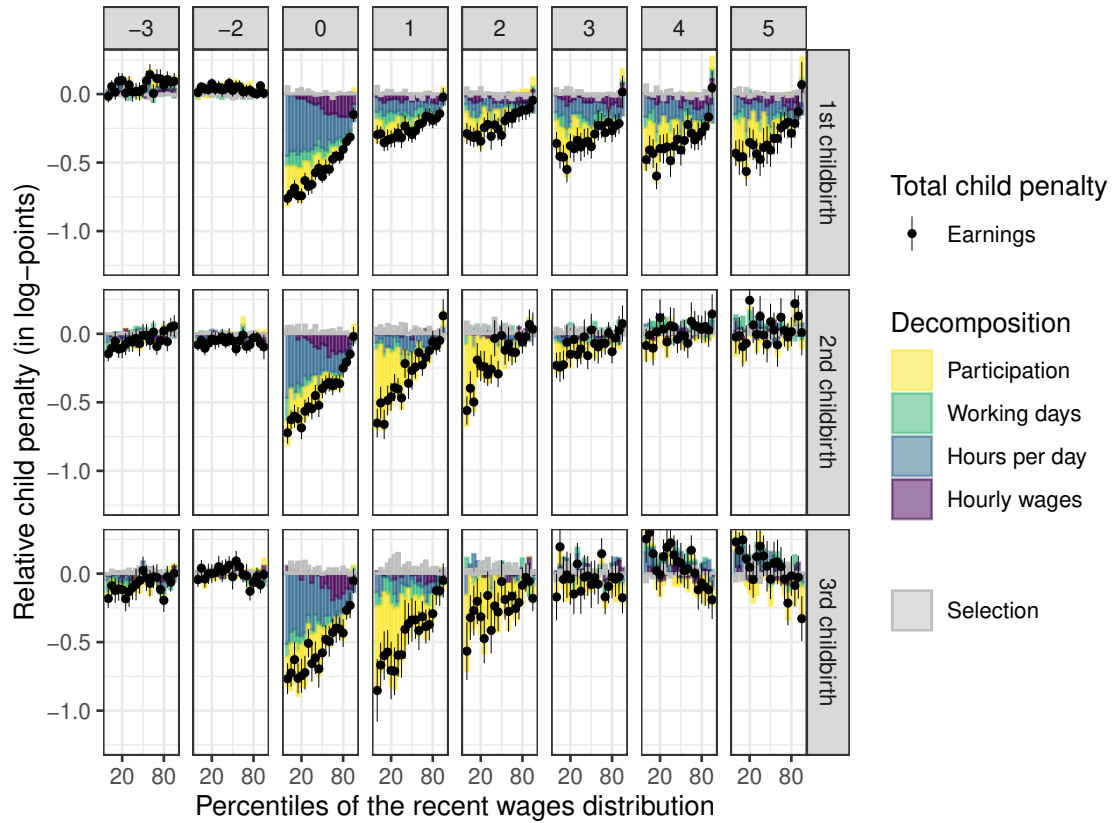 −3 −2 0 1 2 3 4 5
0.0
−0.5
−1.0
1st childbirth
0.0
−0.5
−1.0
2nd childbirth
0.0
−0.5
−1.0
3rd childbirth
20 80 20 80 20 80 20 80 20 80 20 80 20 80 20 80
Percentiles of the recent wages distribution
Relative child penalty (in log−points)
Total child penalty
Earnings
Decomposition
Participation
Working days
Hours per day
Hourly wages
Selection